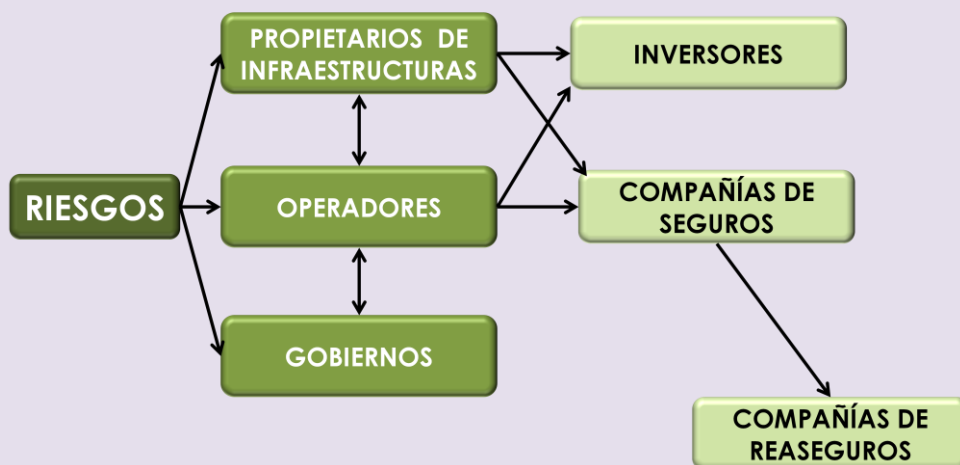 PROPIETARIOS DE
INFRAESTRUCTURAS
INVERSORES
RIESGOS
OPERADORES
COMPAÑÍAS DE
SEGUROS
GOBIERNOS
COMPAÑÍAS DE
REASEGUROS